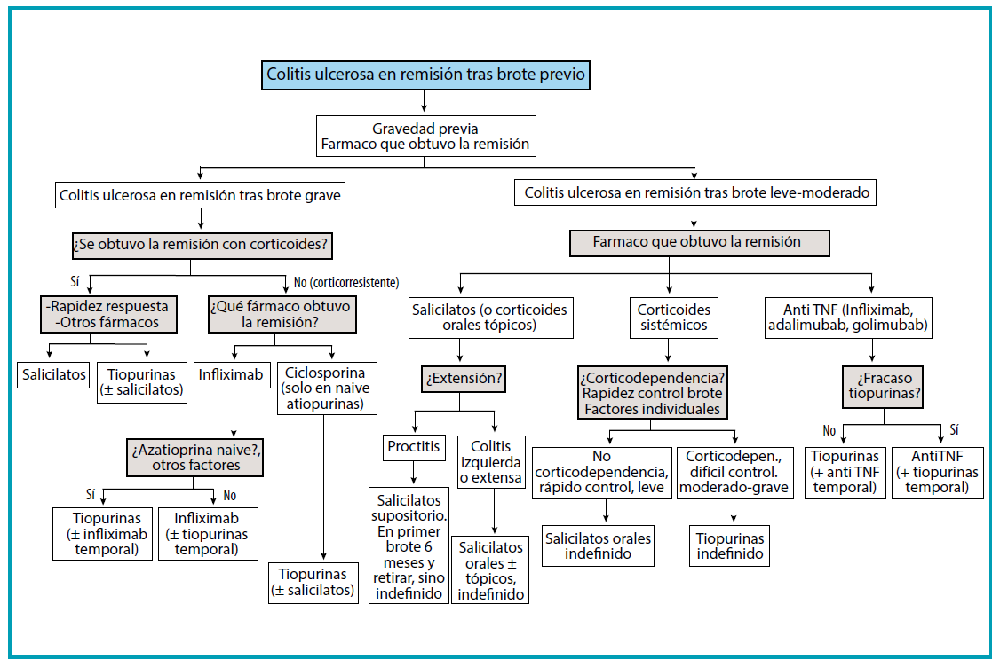 Colitis ulcerosa en remisión tras brote previo
Gravedad previa
Farmaco que obtuvo la remisión
Colitis ulcerosa en remisión tras brote grave
¿Se obtuvo la remisión con corticoides?
Sí
No (corticorresistente)
-Rapidez respuesta
-Otros fármacos
¿Qué fármaco obtuvo
la remisión?
Salicilatos
Tiopurinas
(± salicilatos)
Infliximab
Ciclosporina
(solo en naive
atiopurinas)
¿Azatioprina naive?,
otros factores
Sí
No
Tiopurinas
(± infliximab
temporal)
Infliximab
(± tiopurinas
temporal)
Tiopurinas
(± salicilatos)
Colitis ulcerosa en remisión tras brote leve-moderado
Farmaco que obtuvo la remisión
Salicilatos (o corticoides
orales tópicos)
¿Extensión?
Proctitis
Colitis
izquierda
o extensa
Salicilatos
supositorio.
En primer
brote 6
meses y
retirar, sino
indefinido
Salicilatos
orales ±
tópicos,
indefinido
Corticoides
sistémicos
¿Corticodependencia?
Rapidez control brote
Factores individuales
No
corticodependencia,
rápido control, leve
Corticodepen.,
difícil control.
moderado-grave
Salicilatos orales
indefinido
Tiopurinas
indefinido
Anti TNF (Infliximab,
adalimubab, golimubab)
¿Fracaso
tiopurinas?
No
Sí
Tiopurinas
(+ anti TNF
temporal)
AntiTNF
(+ tiopurinas
temporal)